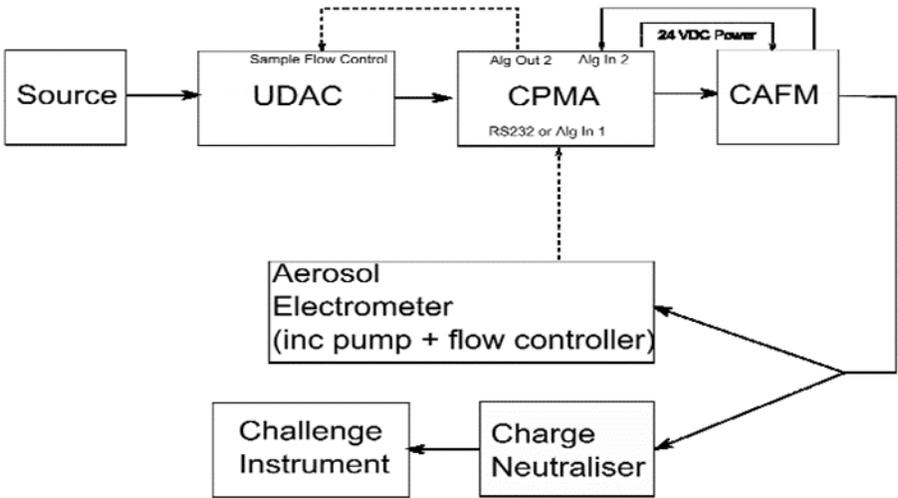 24 VDC Power
Sample Flow Control
Alg Out 2
Alg In 2
Source
UDAC
CPMA
CAFM
RS232 or Alg In 1
Aerosol
Electrometer
(inc pump + flow controller)
Challenge
Instrument
Charge
Neutraliser